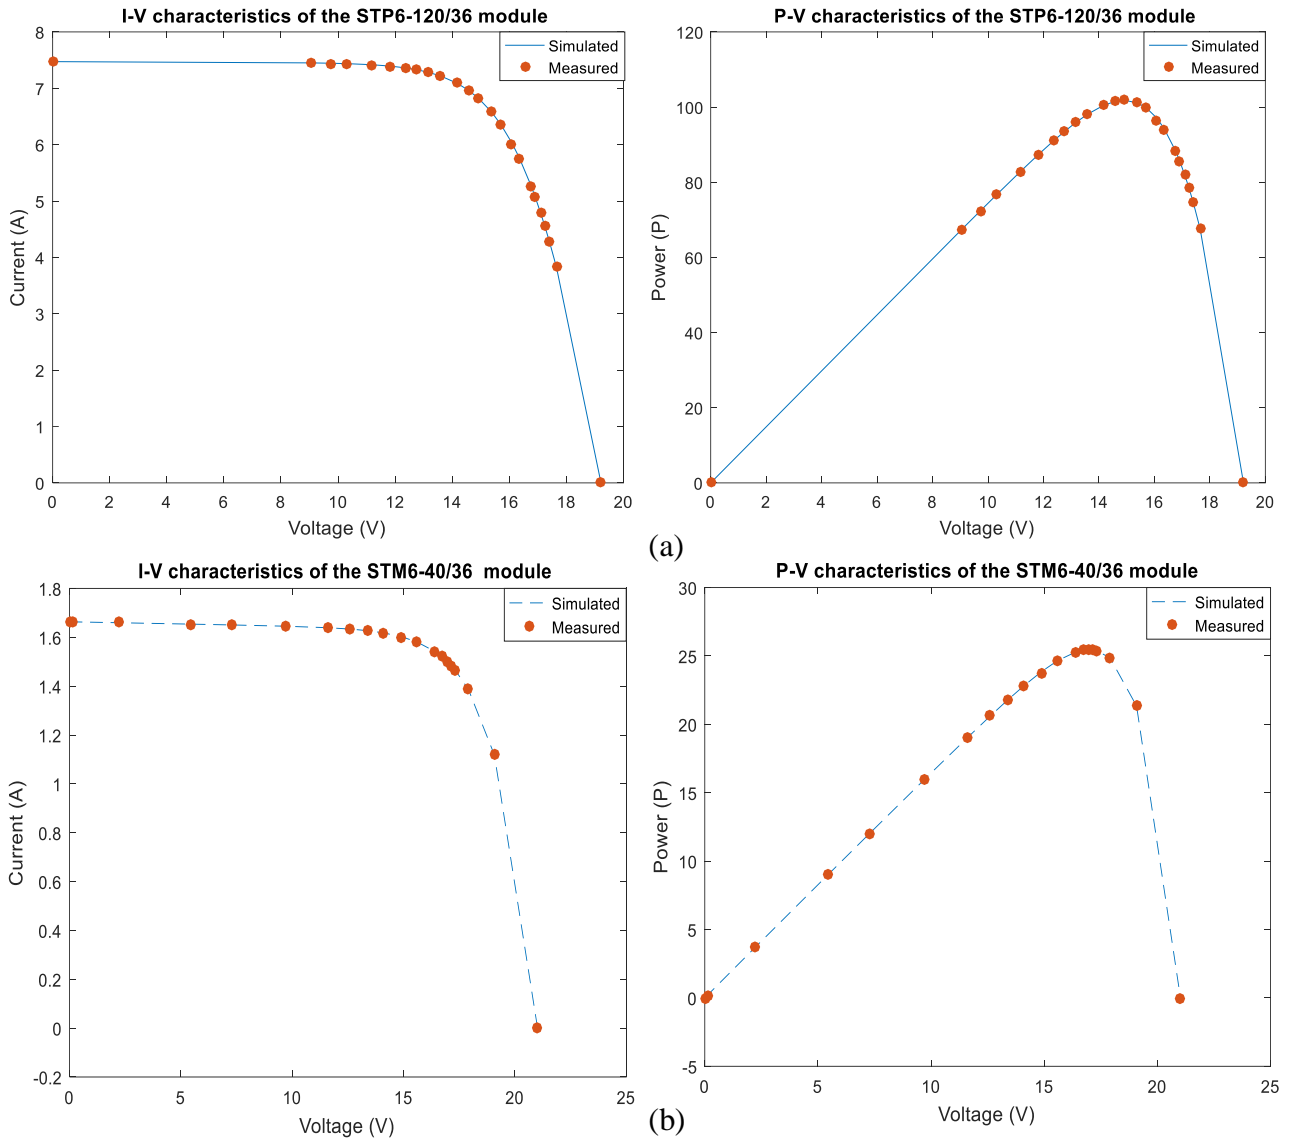 I-V characteristics of the STP6-120/36 module
8
7
6
5
4
3
2
1
0
Current (A)
0 2 4 6 8 10 12 14 16 18 20
Voltage (V)
Simulated
Measured
P-V characteristics of the STP6-120/36 module
120
100
80
60
40
20
0
Power (P)
0 2 4 6 8 10 12 14 16 18 20
Voltage (V)
Simulated
Measured
(a)
I-V characteristics of the STM6-40/36 module
1.8
1.6
1.4
1.2
1
0.8
0.6
0.4
0.2
0
-0.2
Current (A)
0 5 10 15 20 25
Voltage (V)
Simulated
Measured
P-V characteristics of the STM6-40/36 module
30
25
20
15
10
5
0
-5
Power (P)
0 5 10 15 20 25
Voltage (V)
Simulated
Measured
(b)